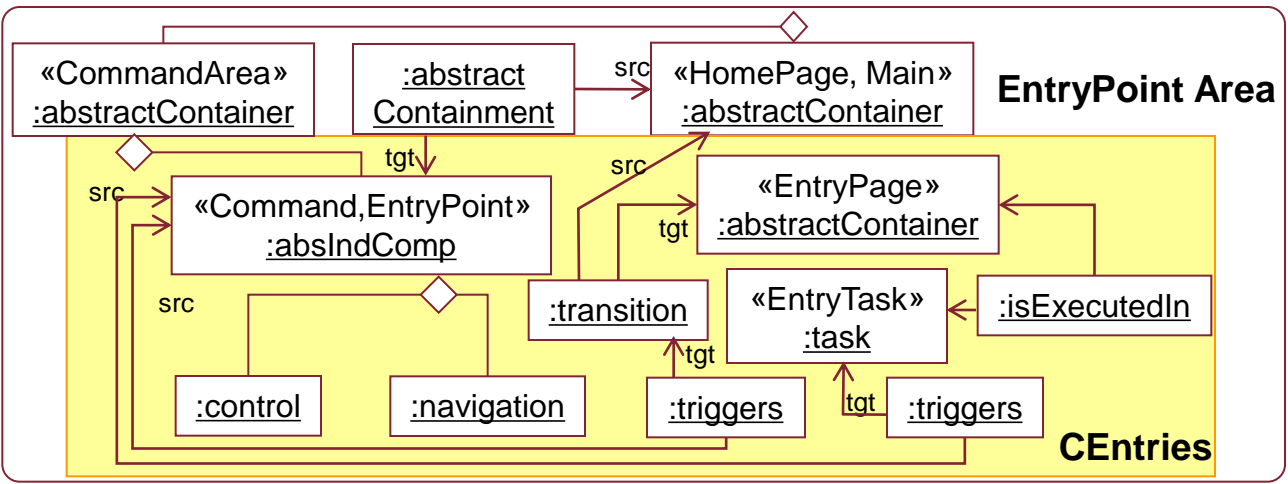 «CommandArea»
:abstractContainer
:abstract
Containment
src
«HomePage, Main»
:abstractContainer
EntryPoint Area
tgt
src
src
«Command,EntryPoint»
:absIndComp
«EntryPage»
:abstractContainer
tgt
src
:transition
«EntryTask»
:task
:isExecutedIn
tgt
:control
:navigation
:triggers
tgt
:triggers
CEntries